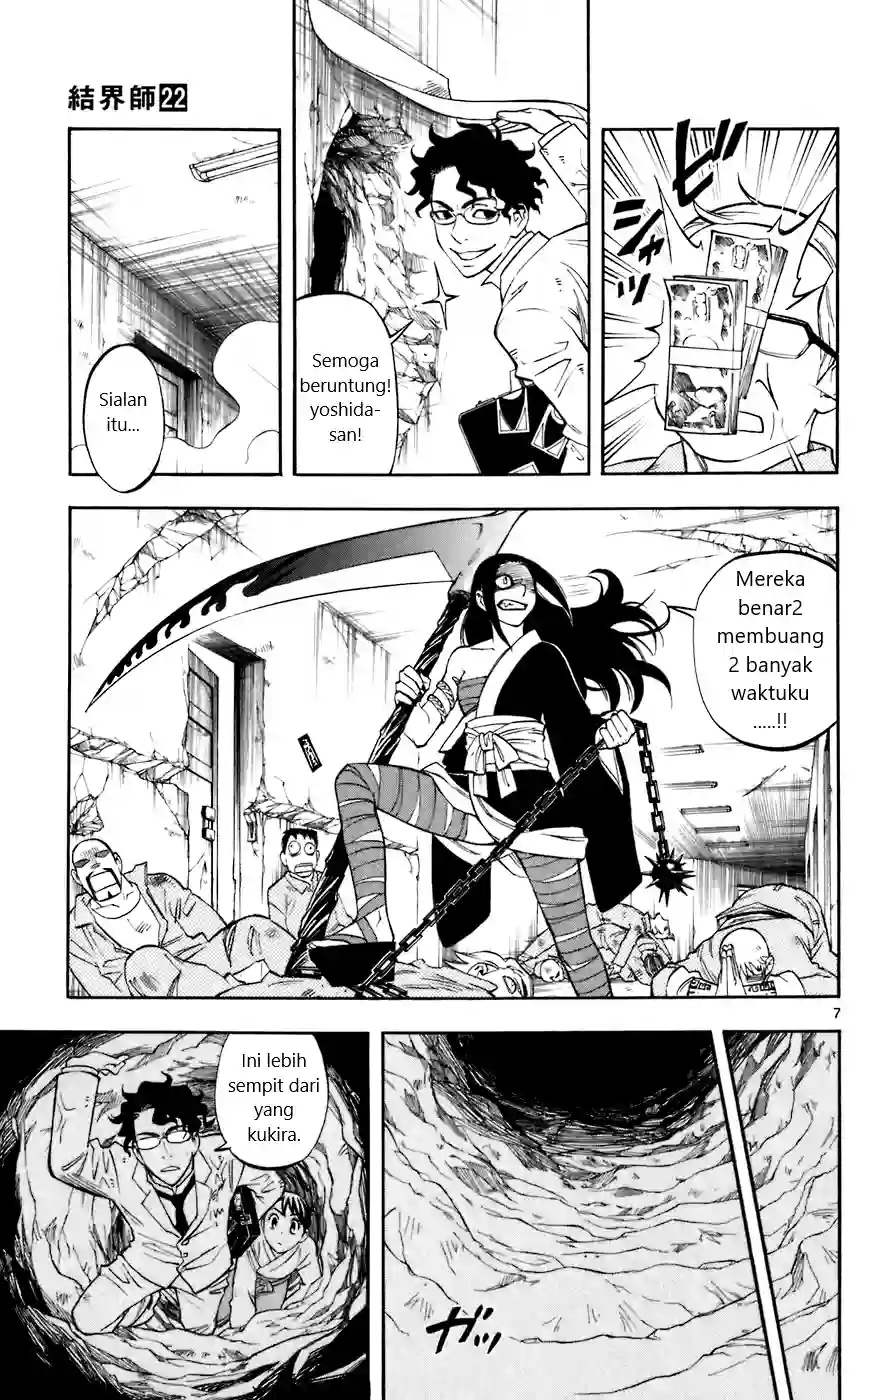 結界師22
ビッ
シャッ
Semoga
beruntung!
yoshida-
san!
Sialan
itu...
Mereka
benar2
membuang
2 banyak
waktuku
.....!!
7
ガッ
Ini lebih
sempit dari
yang
kukira.